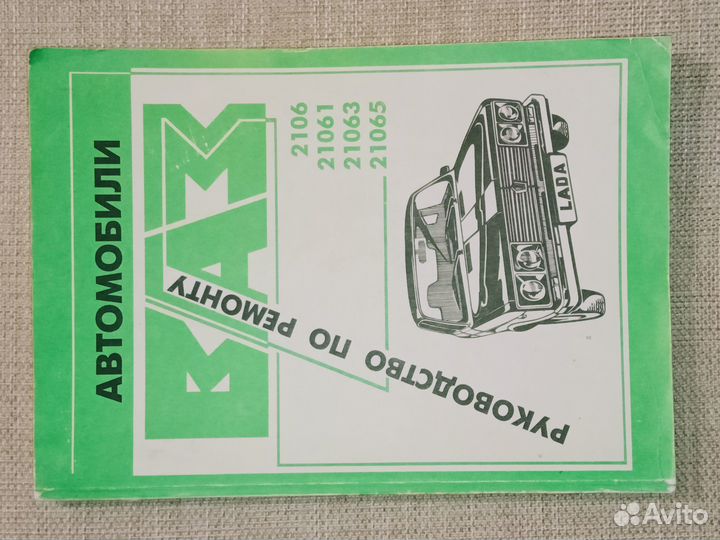 АВТОМОБИЛИ
ВАЗ
2106
21061
21063
21065
РУКОВОДСТВО ПО РЕМОНТУ
LADA
Avito